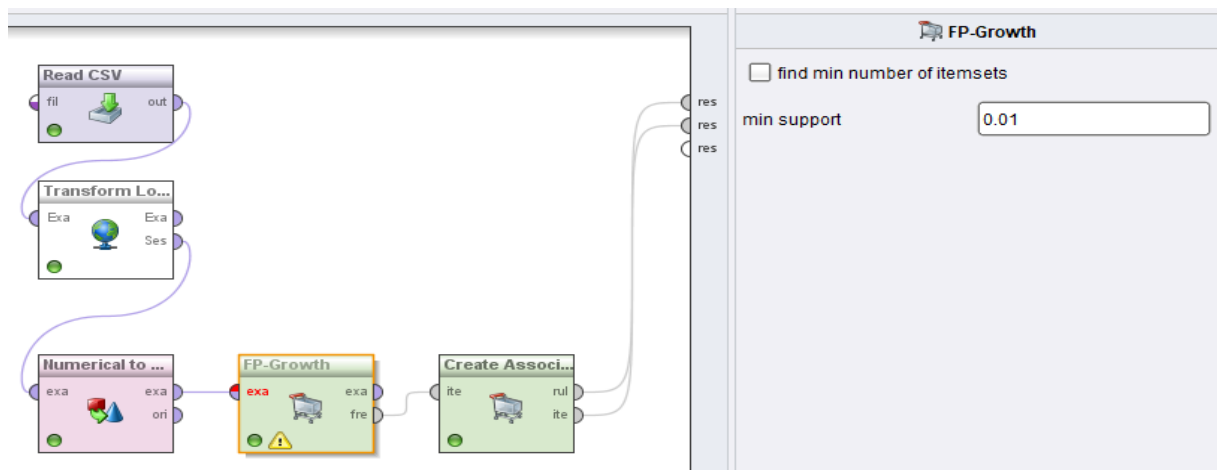 Read CSV
fil out
Transform Lo...
Exa Exa
Ses
Numerical to ...
exa exa
ori
FP-Growth
exa exa
fre
Create Associ...
ite rul
ite
res
res
res
FP-Growth
find min number of itemsets
min support 0.01